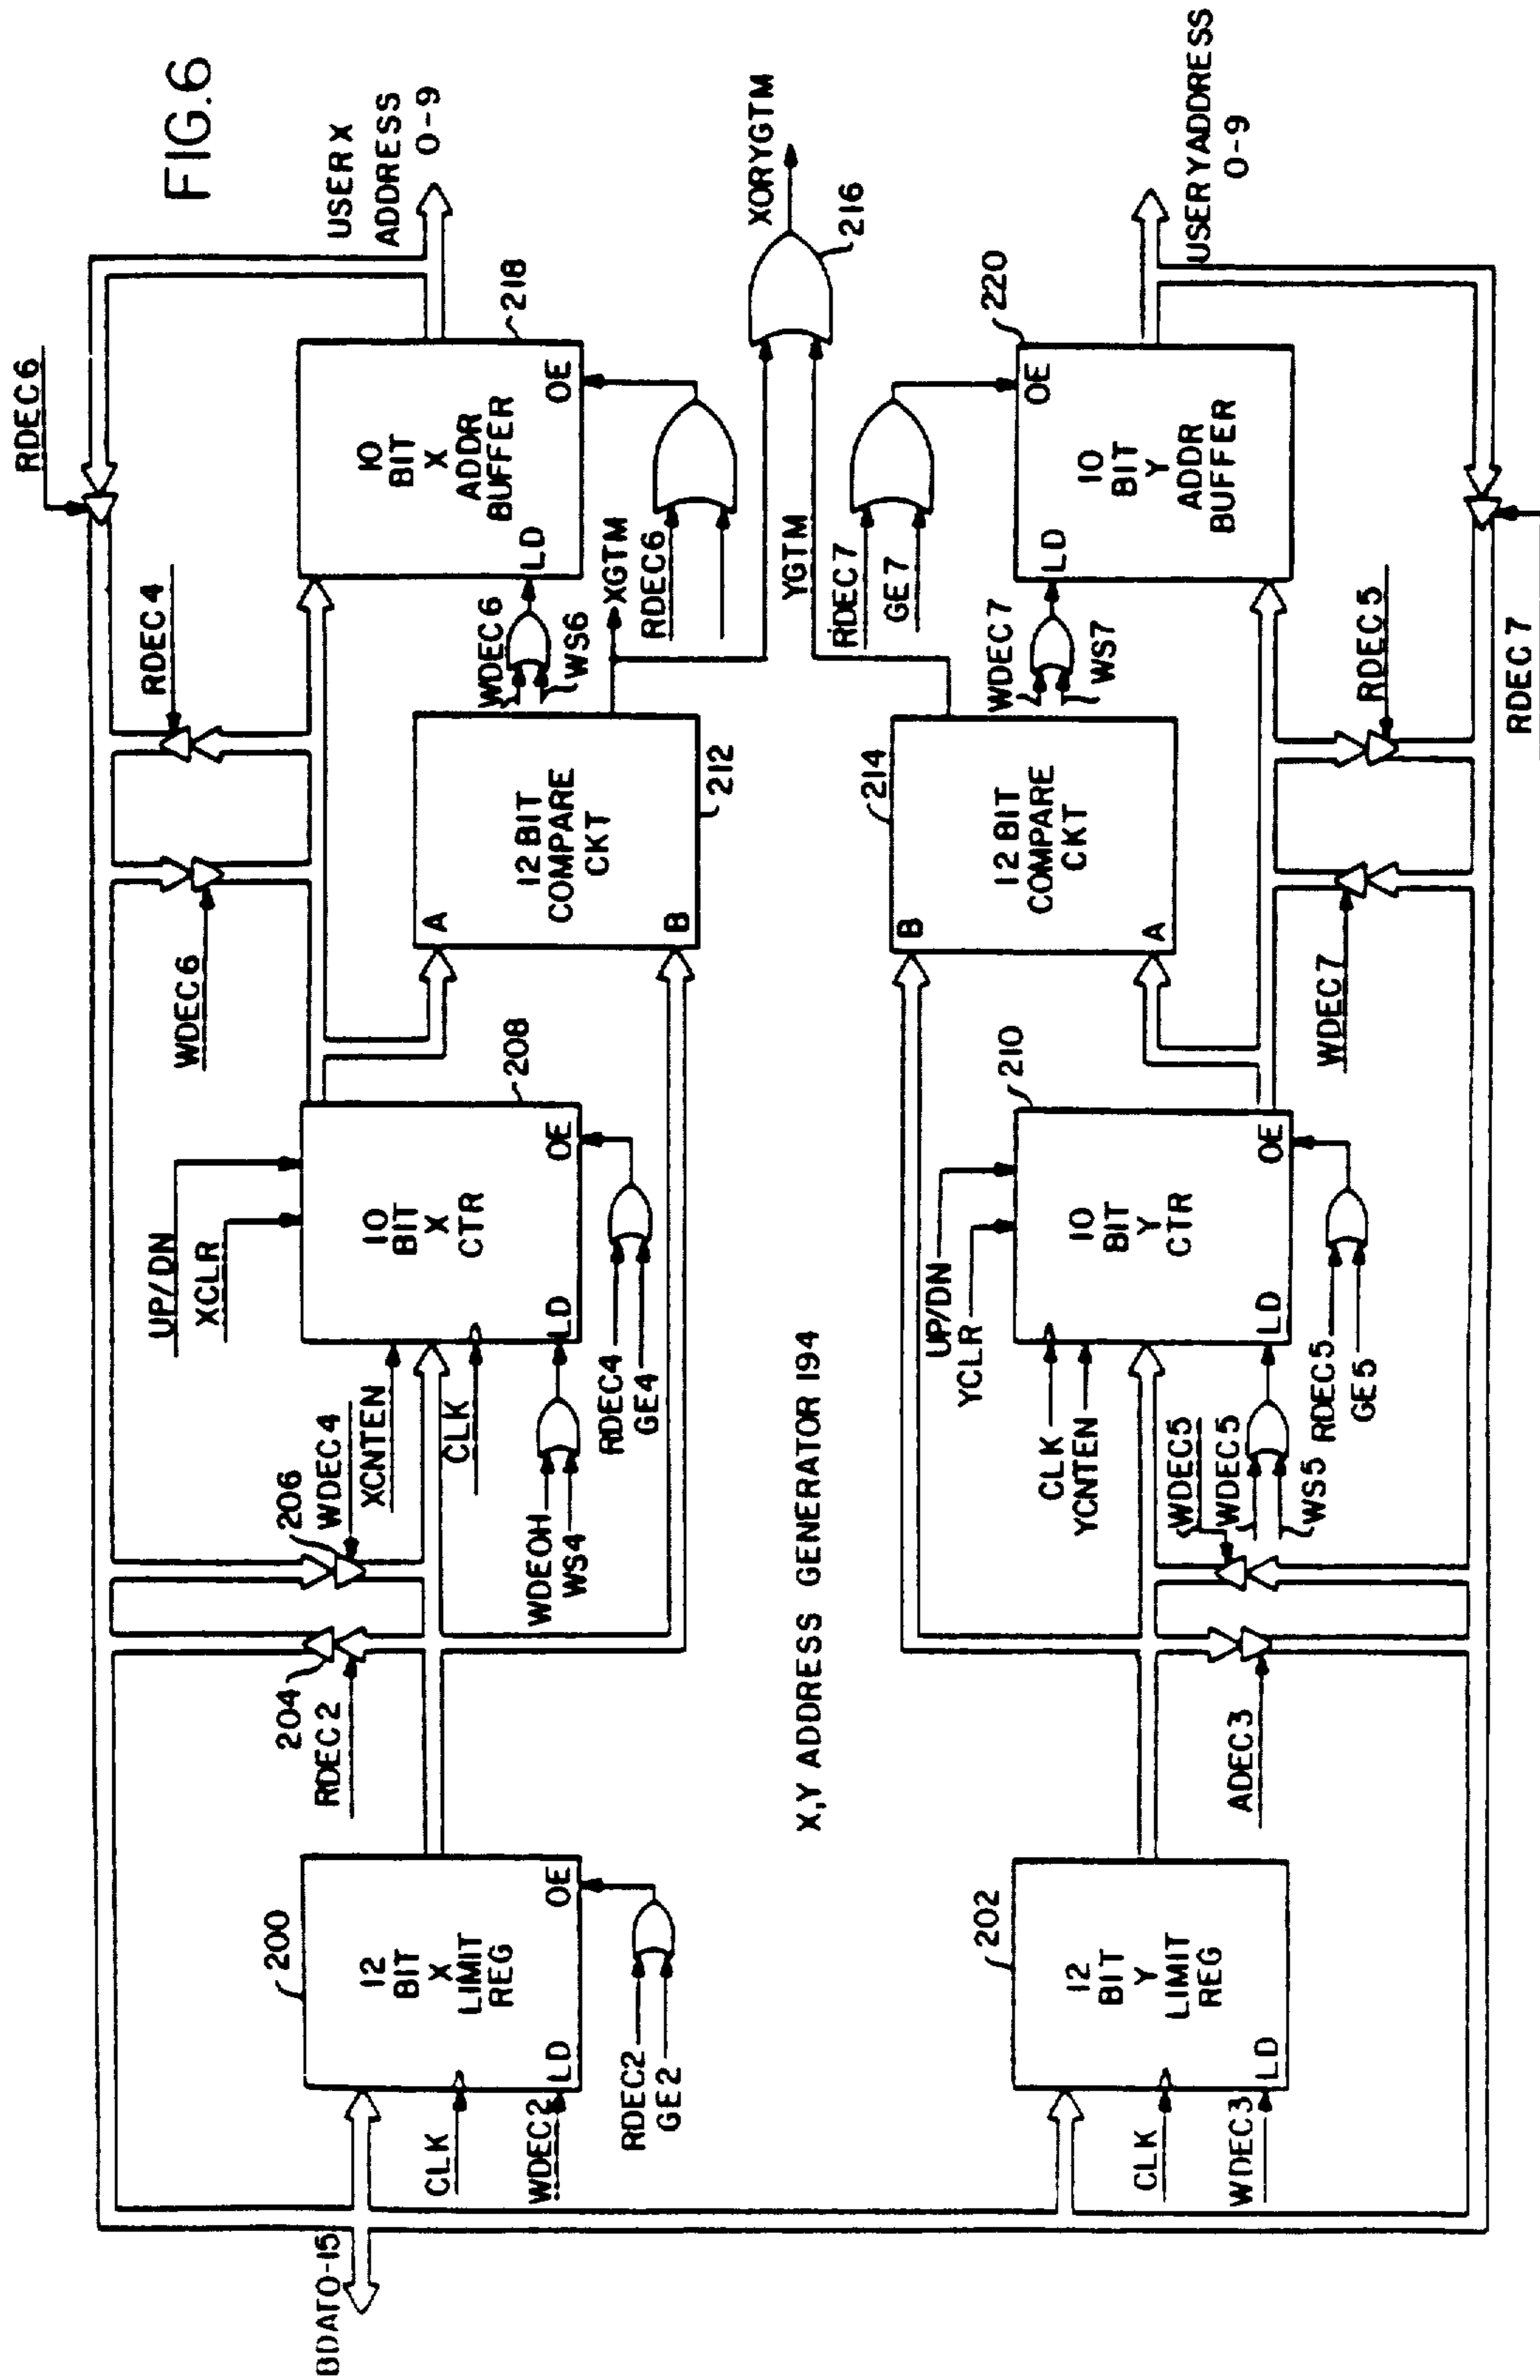 FIG.6
BDATO-15
200
12
BIT
X
LIMIT
REG
LD
OE
CLK
WDEC2
RDEC2
GE2
204
RDEC2
206
WDEC4
XCNTEN
CLK
WDEOH
WS4
UP/DN
XCLR
10
BIT
X
CTR
LD
OE
208
RDEC4
GE4
WDEC6
RDEC4
RDEC6
12 BIT
COMPARE
CKT
A
B
212
WDEC6
WS6
XGTM
10
BIT
X
ADDR
BUFFER
LD
OE
218
RDEC6
USER X
ADDRESS
0-9
X,Y ADDRESS GENERATOR 194
XORYGTM
216
YGTM
202
12
BIT
Y
LIMIT
REG
LD
CLK
WDEC3
ADEC3
UP/DN
YCLR
CLK
YCNTEN
WDEC5
WDEC5
WS5
10
BIT
Y
CTR
LD
OE
210
RDEC5
GE5
12 BIT
COMPARE
CKT
B
A
214
WDEC7
WS7
WDEC7
RDEC5
RDEC7
GE7
10
BIT
Y
ADDR
BUFFER
LD
OE
220
USERYADDRESS
0-9
RDEC7